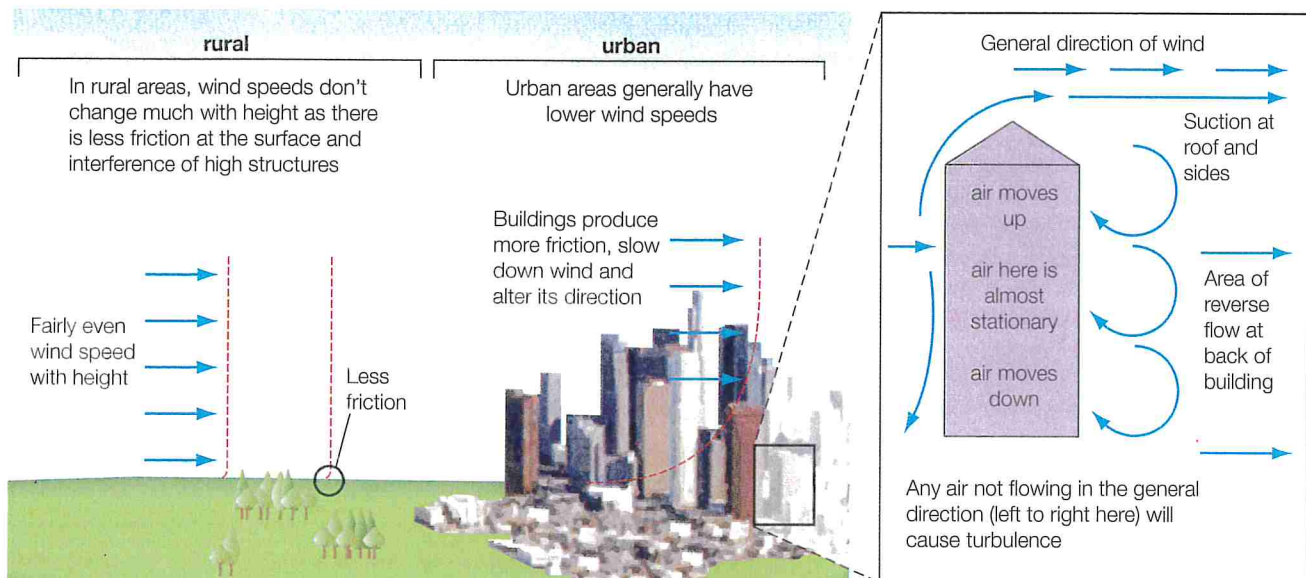 rural
In rural areas, wind speeds don't
change much with height as there
is less friction at the surface and
interference of high structures
Fairly even
wind speed
with height
Less
friction
urban
Urban areas generally have
lower wind speeds
Buildings produce
more friction, slow
down wind and
alter its direction
General direction of wind
Suction at
roof and
sides
air moves
up
air here is
almost
stationary
air moves
down
Area of
reverse
flow at
back of
building
Any air not flowing in the general
direction (left to right here) will
cause turbulence